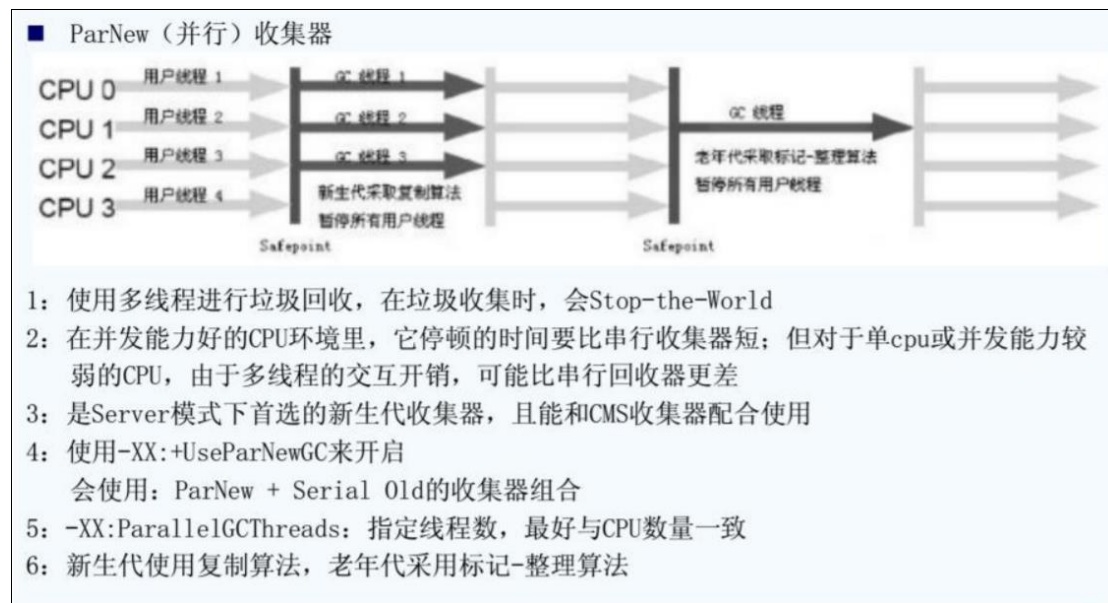 ■ ParNew（并行）收集器
CPU 0 用户线程 1 GC 线程 1
CPU 1 用户线程 2 GC 线程 2 GC 线程
CPU 2 用户线程 3 GC 线程 3 老年代采取标记-整理算法
暂停所有用户线程
CPU 3 用户线程 4 新生代采取复制算法
暂停所有用户线程
Safepoint Safepoint
1：使用多线程进行垃圾回收，在垃圾收集时，会Stop-the-World
2：在并发能力好的CPU环境里，它停顿的时间要比串行收集器短；但对于单cpu或并发能力较
弱的CPU，由于多线程的交互开销，可能比串行回收器更差
3：是Server模式下首选的新生代收集器，且能和CMS收集器配合使用
4：使用-XX:+UseParNewGC来开启
会使用：ParNew + Serial Old的收集器组合
5：-XX:ParallelGCThreads：指定线程数，最好与CPU数量一致
6：新生代使用复制算法，老年代采用标记-整理算法